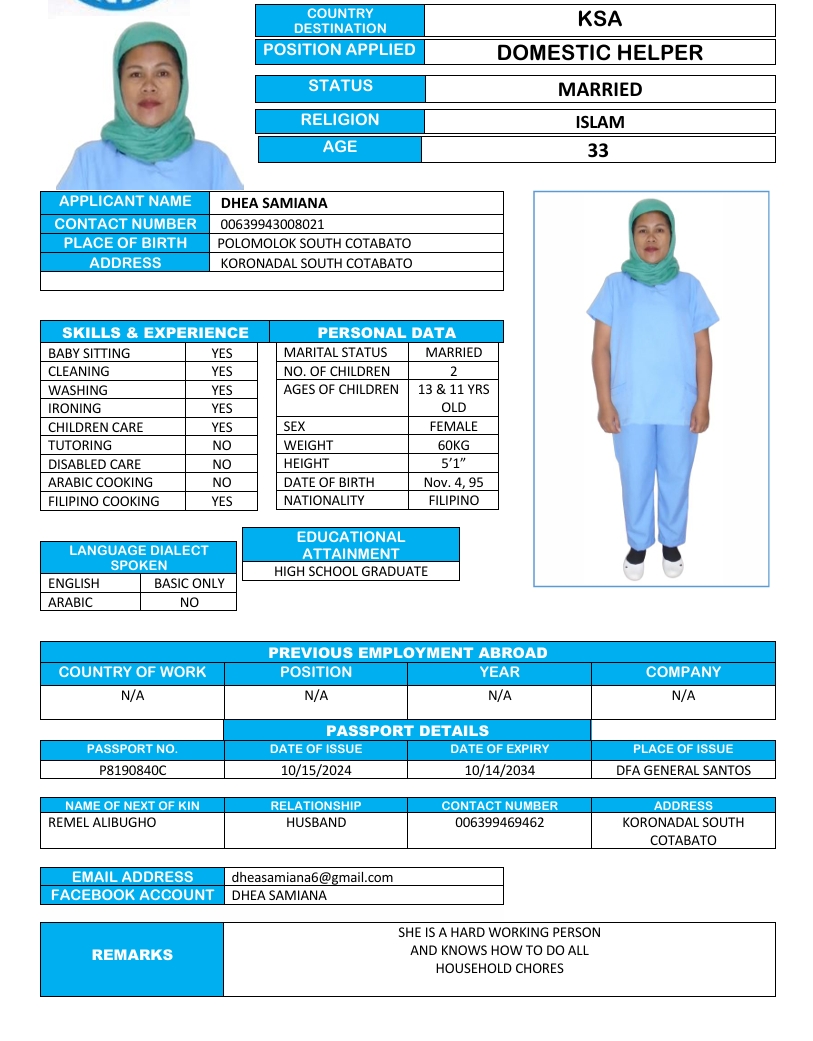 COUNTRY DESTINATION KSA
POSITION APPLIED DOMESTIC HELPER
STATUS MARRIED
RELIGION ISLAM
AGE 33
APPLICANT NAME DHEA SAMIANA
CONTACT NUMBER 00639943008021
PLACE OF BIRTH POLOMOLOK SOUTH COTABATO
ADDRESS KORONADAL SOUTH COTABATO
SKILLS & EXPERIENCE
BABY SITTING YES
CLEANING YES
WASHING YES
IRONING YES
CHILDREN CARE YES
TUTORING NO
DISABLED CARE NO
ARABIC COOKING NO
FILIPINO COOKING YES
PERSONAL DATA
MARITAL STATUS MARRIED
NO. OF CHILDREN 2
AGES OF CHILDREN 13 & 11 YRS OLD
SEX FEMALE
WEIGHT 60KG
HEIGHT 5’1”
DATE OF BIRTH Nov. 4, 95
NATIONALITY FILIPINO
LANGUAGE DIALECT SPOKEN
ENGLISH BASIC ONLY
ARABIC NO
EDUCATIONAL ATTAINMENT
HIGH SCHOOL GRADUATE
PREVIOUS EMPLOYMENT ABROAD
COUNTRY OF WORK POSITION YEAR COMPANY
N/A N/A N/A N/A
PASSPORT DETAILS
PASSPORT NO. DATE OF ISSUE DATE OF EXPIRY PLACE OF ISSUE
P8190840C 10/15/2024 10/14/2034 DFA GENERAL SANTOS
NAME OF NEXT OF KIN RELATIONSHIP CONTACT NUMBER ADDRESS
REMEL ALIBUGHO HUSBAND 006399469462 KORONADAL SOUTH COTABATO
EMAIL ADDRESS dheasamiana6@gmail.com
FACEBOOK ACCOUNT DHEA SAMIANA
REMARKS
SHE IS A HARD WORKING PERSON
AND KNOWS HOW TO DO ALL
HOUSEHOLD CHORES